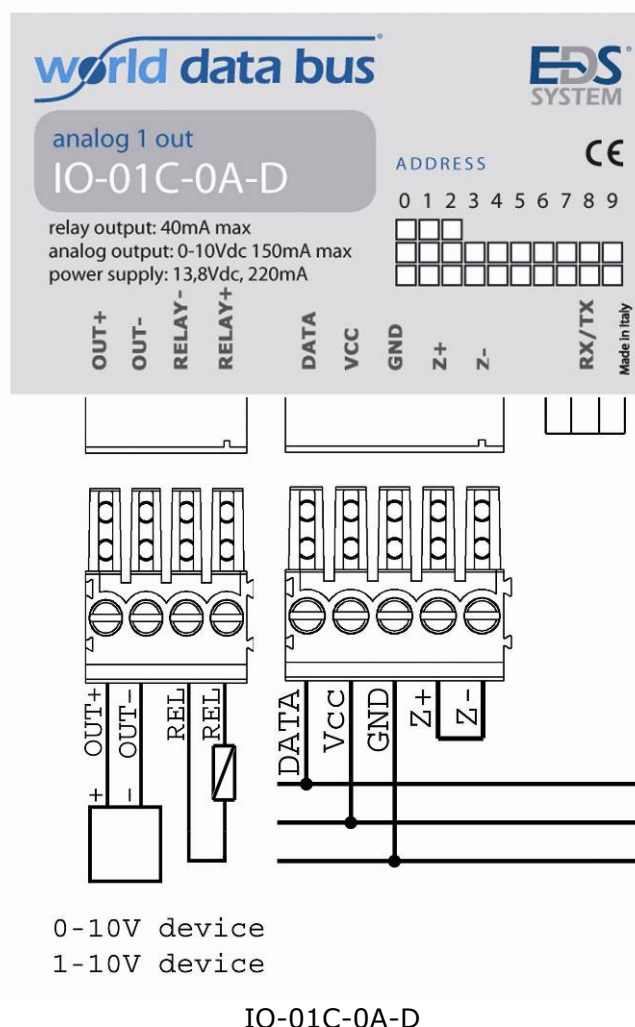 world data bus
EDS
SYSTEM
analog 1 out
IO-01C-0A-D
ADDRESS
CE
0 1 2 3 4 5 6 7 8 9
relay output: 40mA max
analog output: 0-10Vdc 150mA max
power supply: 13,8Vdc, 220mA
OUT+
OUT-
RELAY-
RELAY+
DATA
VCC
GND
Z+
Z-
RX/TX
Made in Italy
OUT+
OUT-
REL
REL
DATA
Vcc
GND
Z+
Z-
+ -
0-10V device
1-10V device
IO-01C-0A-D